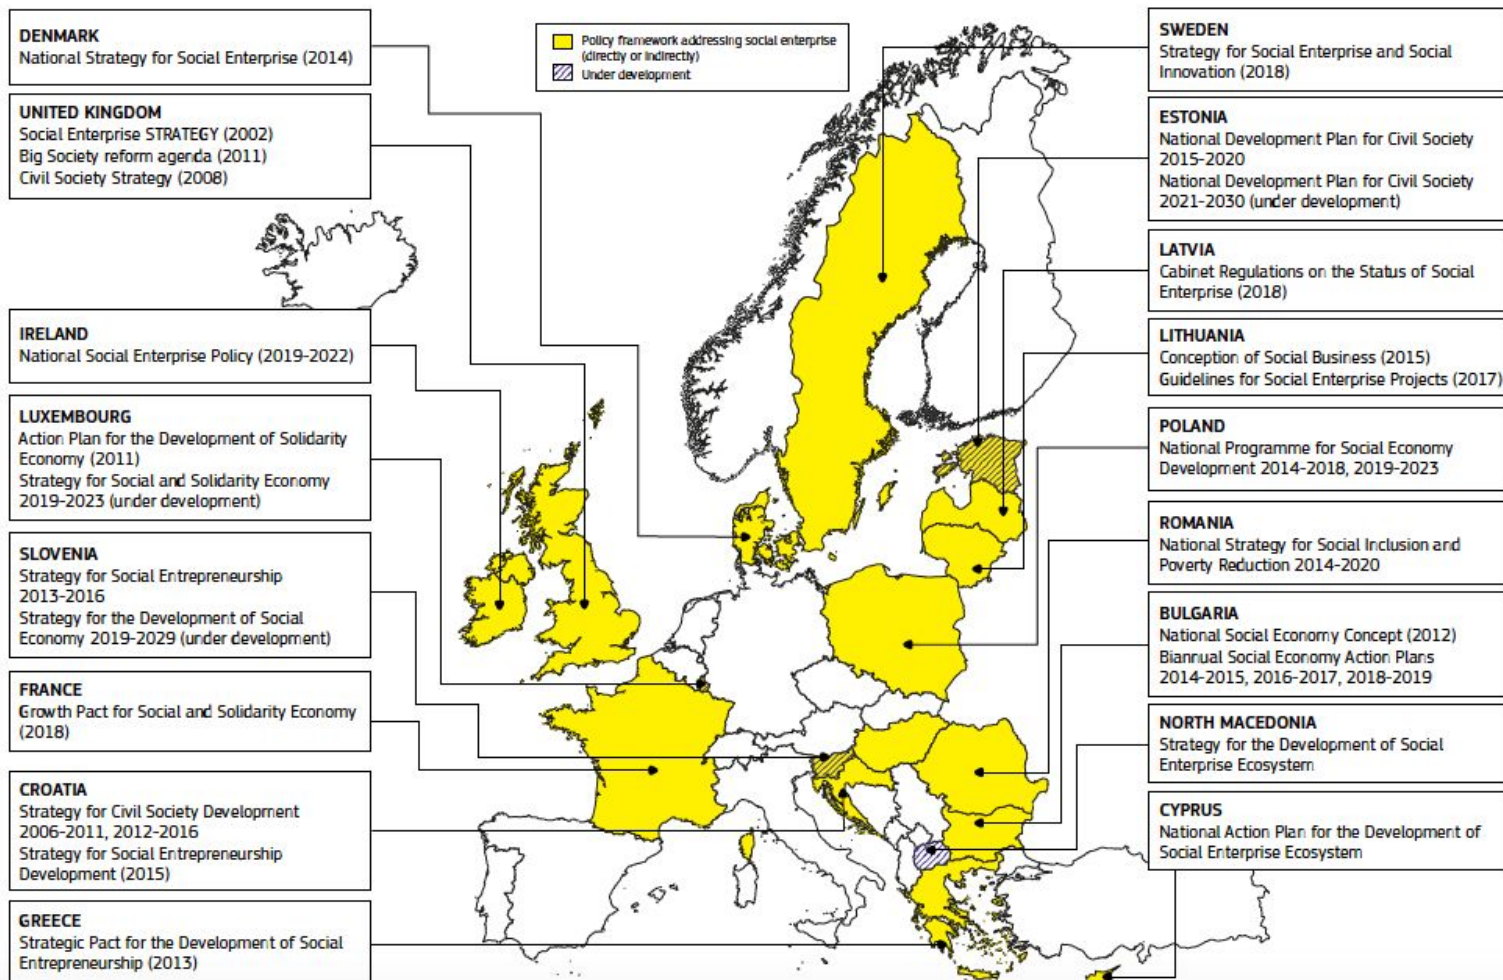 DENMARK
National Strategy for Social Enterprise (2014)
UNITED KINGDOM
Social Enterprise STRATEGY (2002)
Big Society reform agenda (2011)
Civil Society Strategy (2008)
IRELAND
National Social Enterprise Policy (2019-2022)
LUXEMBOURG
Action Plan for the Development of Solidarity
Economy (2011)
Strategy for Social and Solidarity Economy
2019-2023 (under development)
SLOVENIA
Strategy for Social Entrepreneurship
2013-2016
Strategy for the Development of Social
Economy 2019-2029 (under development)
FRANCE
Growth Pact for Social and Solidarity Economy
(2018)
CROATIA
Strategy for Civil Society Development
2006-2011, 2012-2016
Strategy for Social Entrepreneurship
Development (2015)
GREECE
Strategic Pact for the Development of Social
Entrepreneurship (2013)
Policy framework addressing social enterprise
(directly or indirectly)
Under development
SWEDEN
Strategy for Social Enterprise and Social
Innovation (2018)
ESTONIA
National Development Plan for Civil Society
2015-2020
National Development Plan for Civil Society
2021-2030 (under development)
LATVIA
Cabinet Regulations on the Status of Social
Enterprise (2018)
LITHUANIA
Conception of Social Business (2015)
Guidelines for Social Enterprise Projects (2017)
POLAND
National Programme for Social Economy
Development 2014-2018, 2019-2023
ROMANIA
National Strategy for Social Inclusion and
Poverty Reduction 2014-2020
BULGARIA
National Social Economy Concept (2012)
Biannual Social Economy Action Plans
2014-2015, 2016-2017, 2018-2019
NORTH MACEDONIA
Strategy for the Development of Social
Enterprise Ecosystem
CYPRUS
National Action Plan for the Development of
Social Enterprise Ecosystem